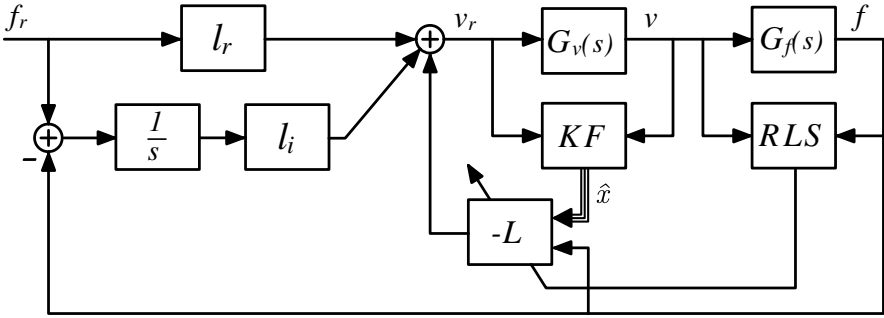 f_r
l_r
v_r
G_v(s)
v
G_f(s)
f
1
s
l_i
KF
RLS
-
x̂
-L